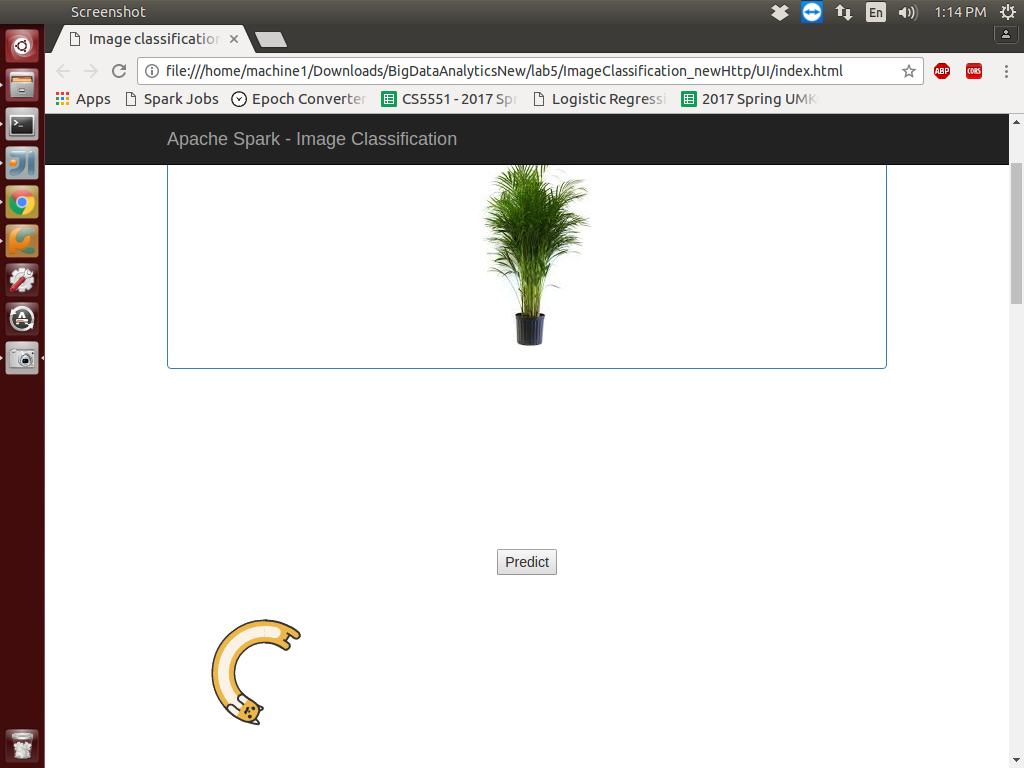 Screenshot
En
1:14 PM
Image classification
file:///home/machine1/Downloads/BigDataAnalyticsNew/lab5/ImageClassification_newHttp/UI/index.html
ABP
CORS
Apps Spark Jobs Epoch Converter CS5551 - 2017 Spr Logistic Regressi 2017 Spring UMK
Apache Spark - Image Classification
Predict